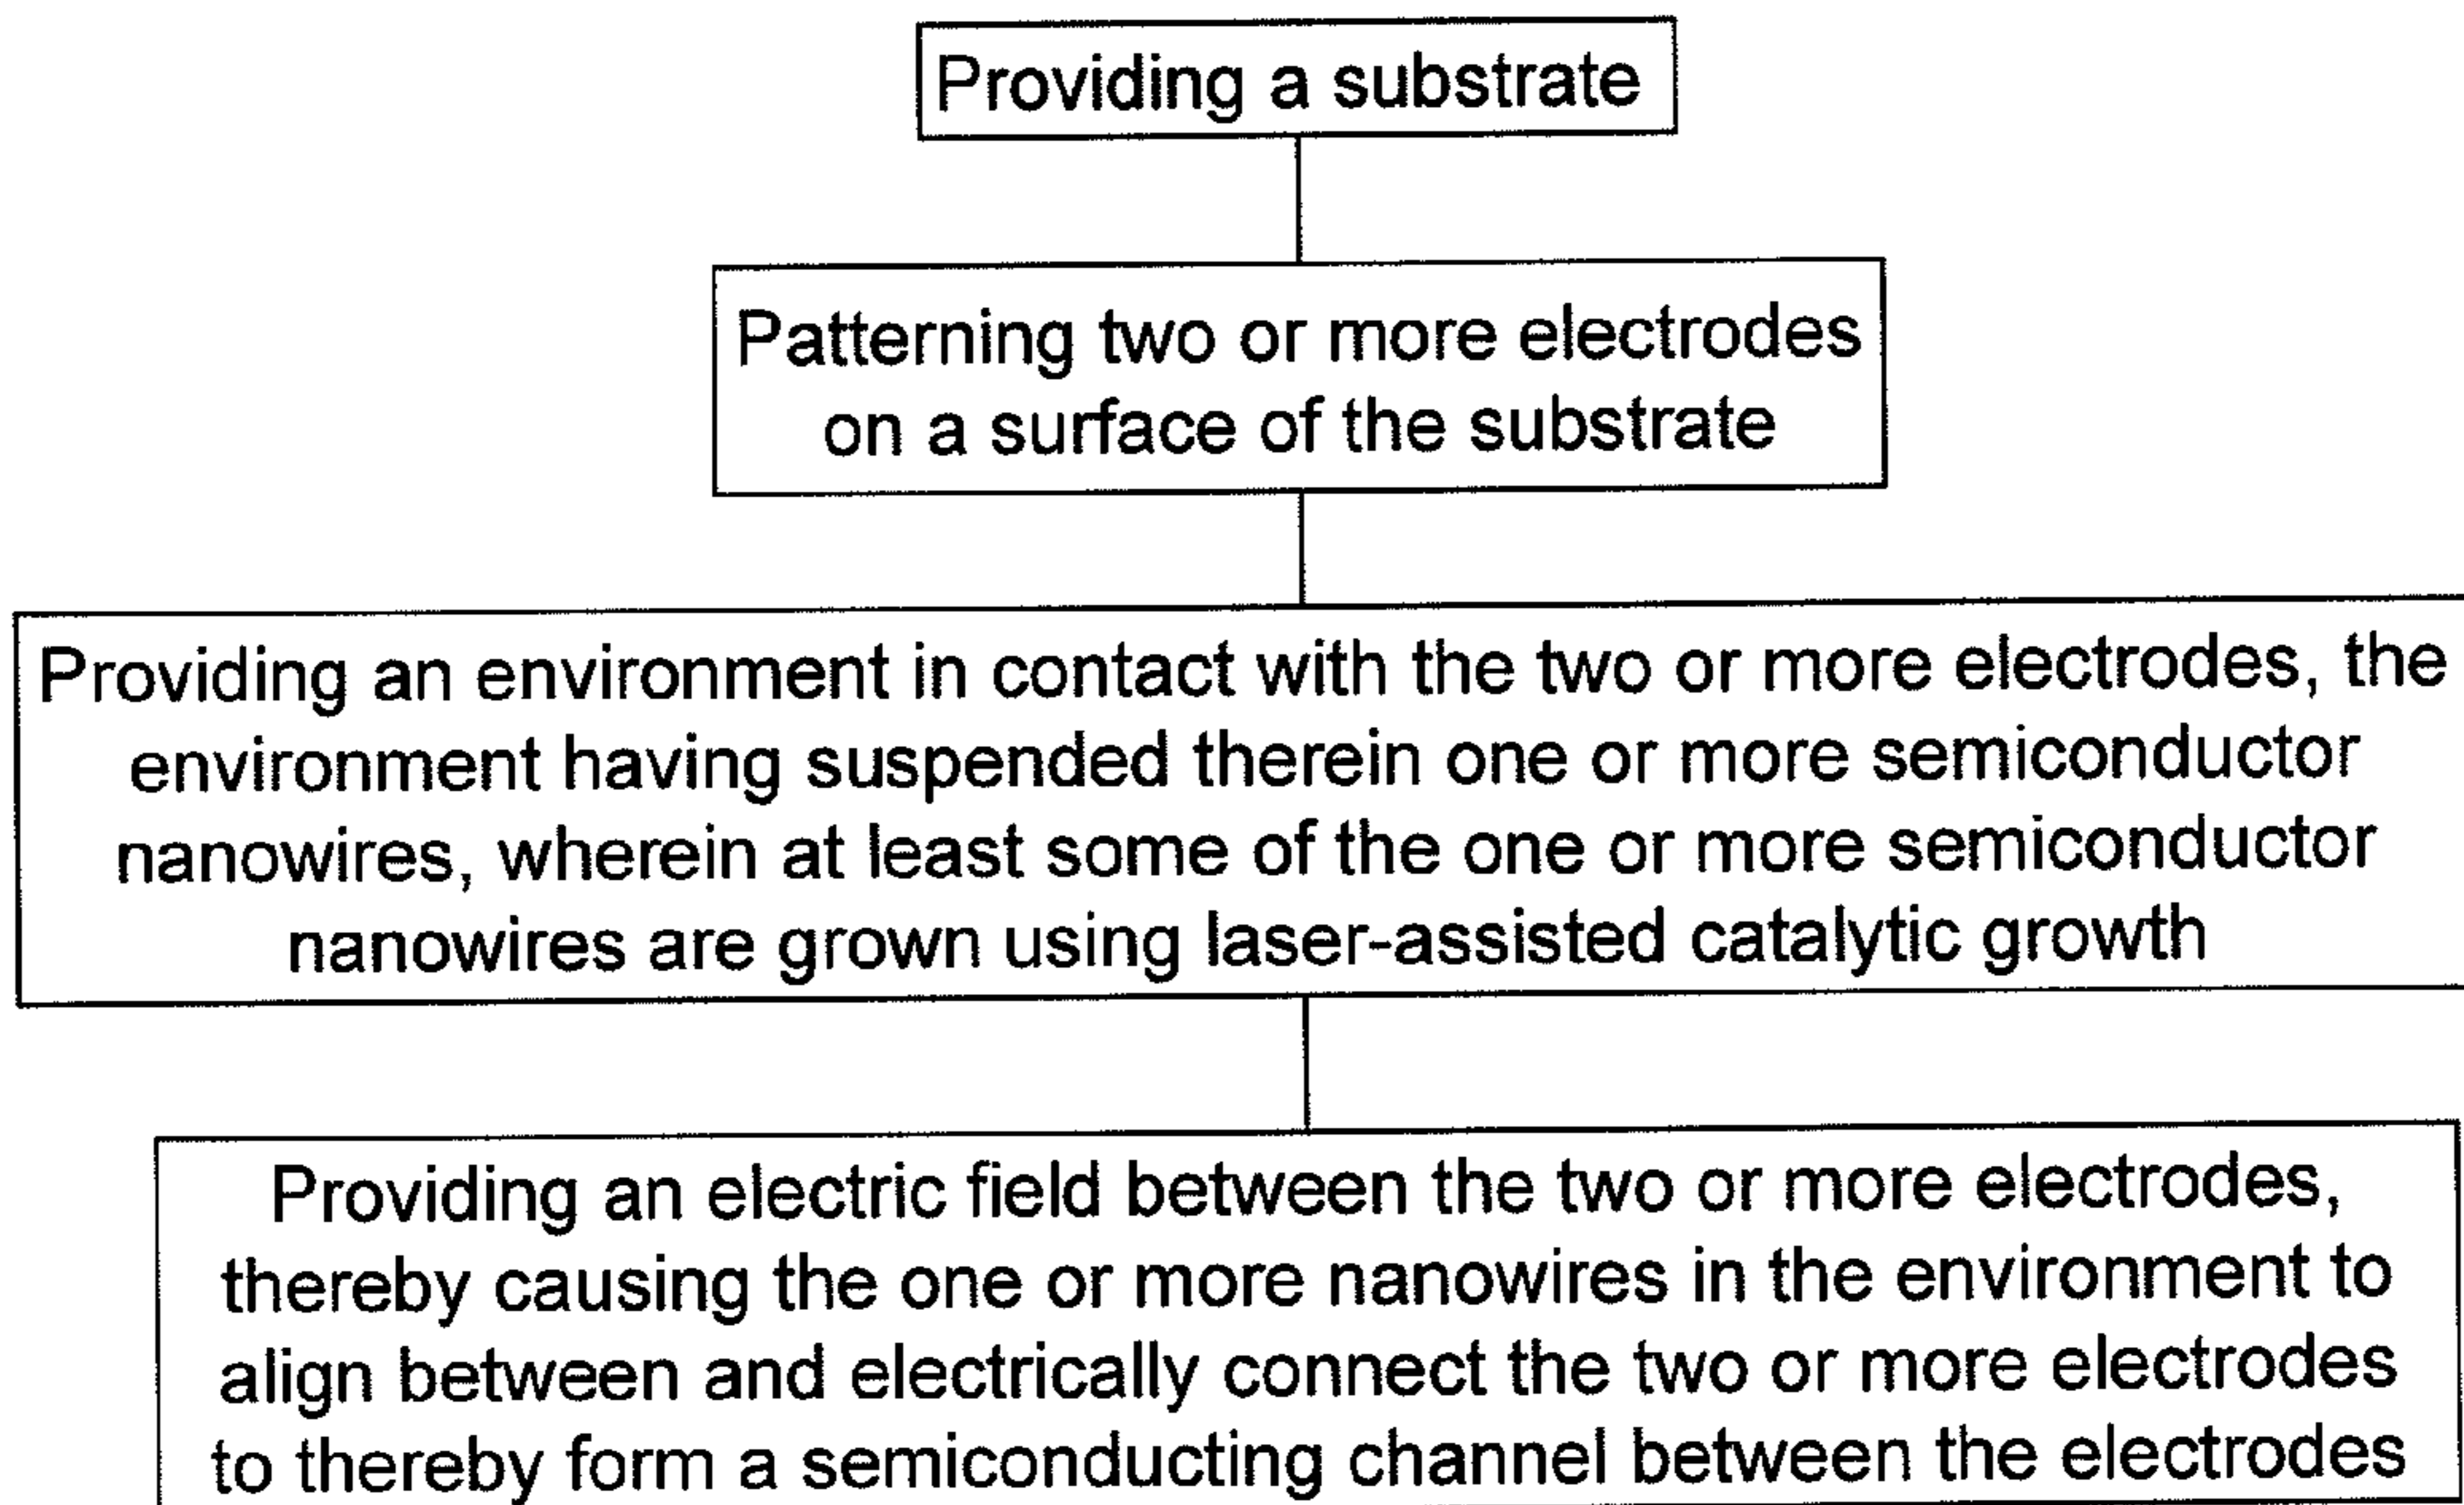 Providing a substrate
Patterning two or more electrodes
on a surface of the substrate
Providing an environment in contact with the two or more electrodes, the
environment having suspended therein one or more semiconductor
nanowires, wherein at least some of the one or more semiconductor
nanowires are grown using laser-assisted catalytic growth
Providing an electric field between the two or more electrodes,
thereby causing the one or more nanowires in the environment to
align between and electrically connect the two or more electrodes
to thereby form a semiconducting channel between the electrodes